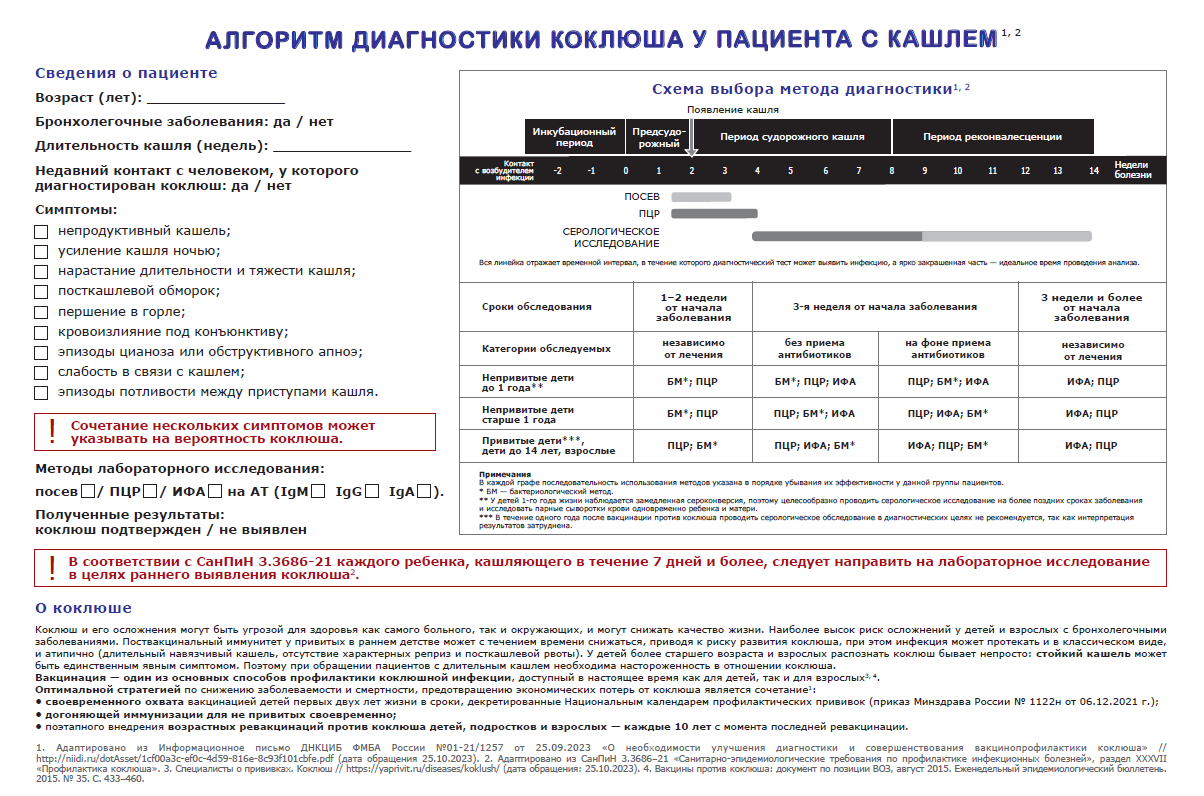 АЛГОРИТМ ДИАГНОСТИКИ КОКЛЮША У ПАЦИЕНТА С КАШЛЕМ1, 2
Сведения о пациенте
Возраст (лет): _________________
Бронхолегочные заболевания: да / нет
Длительность кашля (недель): _________________
Недавний контакт с человеком, у которого
диагностирован коклюш: да / нет
Симптомы:
непродуктивный кашель;
усиление кашля ночью;
нарастание длительности и тяжести кашля;
посткашлевой обморок;
першение в горле;
кровоизлияние под конъюнктиву;
эпизоды цианоза или обструктивного апноэ;
слабость в связи с кашлем;
эпизоды потливости между приступами кашля.
! Сочетание нескольких симптомов может
указывать на вероятность коклюша.
Методы лабораторного исследования:
посев / ПЦР / ИФА на АТ (IgM IgG IgA ).
Полученные результаты:
коклюш подтвержден / не выявлен
Схема выбора метода диагностики1, 2
Появление кашля
Инкубационный
период
Предсудо-
рожный
Период судорожного кашля
Период реконвалесценции
Контакт
с возбудителем
инфекции
-2 -1 0 1 2 3 4 5 6 7 8 9 10 11 12 13 14
Недели
болезни
ПОСЕВ
ПЦР
СЕРОЛОГИЧЕСКОЕ
ИССЛЕДОВАНИЕ
Вся линейка отражает временной интервал, в течение которого диагностический тест может выявить инфекцию, а ярко закрашенная часть — идеальное время проведения анализа.
Сроки обследования
1–2 недели
от начала
заболевания
3-я неделя от начала заболевания
3 недели и более
от начала
заболевания
Категории обследуемых
независимо
от лечения
без приема
антибиотиков
на фоне приема
антибиотиков
независимо
от лечения
Непривитые дети
до 1 года**
БМ*; ПЦР
БМ*; ПЦР; ИФА
ПЦР; БМ*; ИФА
ИФА; ПЦР
Непривитые дети
старше 1 года
БМ*; ПЦР
ПЦР; БМ*; ИФА
ПЦР; ИФА; БМ*
ИФА; ПЦР
Привитые дети***,
дети до 14 лет, взрослые
ПЦР; БМ*
ПЦР; ИФА; БМ*
ИФА; ПЦР; БМ*
ИФА; ПЦР
Примечания
В каждой графе последовательность использования методов указана в порядке убывания их эффективности у данной группы пациентов.
* БМ — бактериологический метод.
** У детей 1-го года жизни наблюдается замедленная сероконверсия, поэтому целесообразно проводить серологическое исследование на более поздних сроках заболевания
и исследовать парные сыворотки крови одновременно ребенка и матери.
*** В течение одного года после вакцинации против коклюша проводить серологическое обследование в диагностических целях не рекомендуется, так как интерпретация
результатов затруднена.
! В соответствии с СанПиН 3.3686-21 каждого ребенка, кашляющего в течение 7 дней и более, следует направить на лабораторное исследование
в целях раннего выявления коклюша2.
О коклюше
Коклюш и его осложнения могут быть угрозой для здоровья как самого больного, так и окружающих, и могут снижать качество жизни. Наиболее высок риск осложнений у детей и взрослых с бронхолегочными
заболеваниями. Поствакцинальный иммунитет у привитых в раннем детстве может с течением времени снижаться, приводя к риску развития коклюша, при этом инфекция может протекать и в классическом виде,
и атипично (длительный навязчивый кашель, отсутствие характерных реприз и посткашлевой рвоты). У детей более старшего возраста и взрослых распознать коклюш бывает непросто: стойкий кашель может
быть единственным явным симптомом. Поэтому при обращении пациентов с длительным кашлем необходима настороженность в отношении коклюша.
Вакцинация — один из основных способов профилактики коклюшной инфекции, доступный в настоящее время как для детей, так и для взрослых3, 4.
Оптимальной стратегией по снижению заболеваемости и смертности, предотвращению экономических потерь от коклюша является сочетание1:
• своевременного охвата вакцинацией детей первых двух лет жизни в сроки, декретированные Национальным календарем профилактических прививок (приказ Минздрава России № 1122н от 06.12.2021 г.);
• догоняющей иммунизации для не привитых своевременно;
• поэтапного внедрения возрастных ревакцинаций против коклюша детей, подростков и взрослых — каждые 10 лет с момента последней ревакцинации.
1. Адаптировано из Информационное письмо ДНКЦИБ ФМБА России №01-21/1257 от 25.09.2023 «О необходимости улучшения диагностики и совершенствования вакцинопрофилактики коклюша» //
http://niidi.ru/dotAsset/1cf00a3c-ef0c-4d59-816e-8c93f101cbfe.pdf (дата обращения 25.10.2023). 2. Адаптировано из СанПиН 3.3686–21 «Санитарно-эпидемиологические требования по профилактике инфекционных болезней», раздел XXXVII
«Профилактика коклюша». 3. Специалисты о прививках. Коклюш // https://yaprivit.ru/diseases/koklush/ (дата обращения: 25.10.2023). 4. Вакцины против коклюша: документ по позиции ВОЗ, август 2015. Еженедельный эпидемиологический бюллетень.
2015. № 35. С. 433–460.